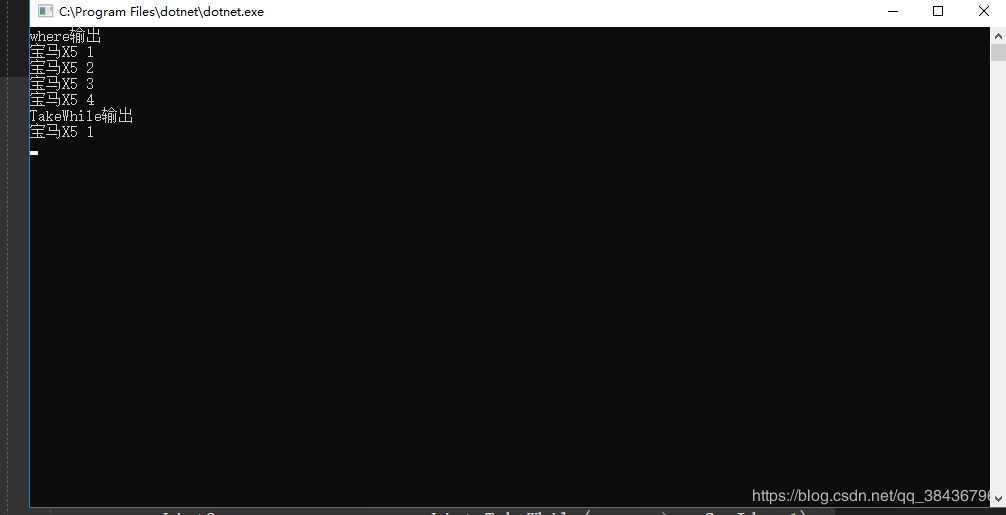 C:\Program Files\dotnet\dotnet.exe
where输出
宝马X5 1
宝马X5 2
宝马X5 3
宝马X5 4
TakeWhile输出
宝马X5 1
https://blog.csdn.net/qq_38436796